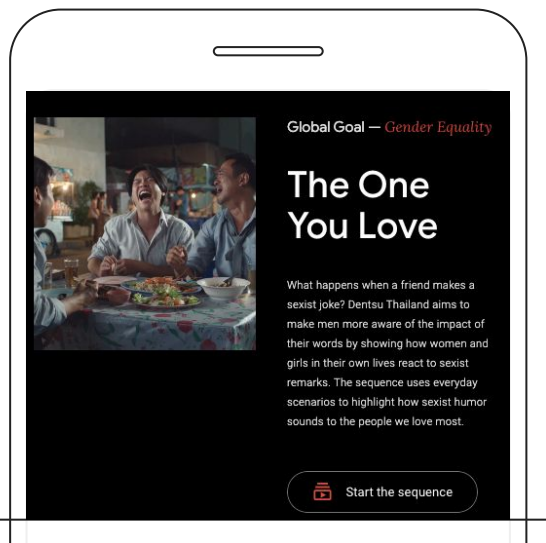 Global Goal — Gender Equality
The One
You Love
What happens when a friend makes a
sexist joke? Dentsu Thailand aims to
make men more aware of the impact of
their words by showing how women and
girls in their own lives react to sexist
remarks. The sequence uses everyday
scenarios to highlight how sexist humor
sounds to the people we love most.
Start the sequence